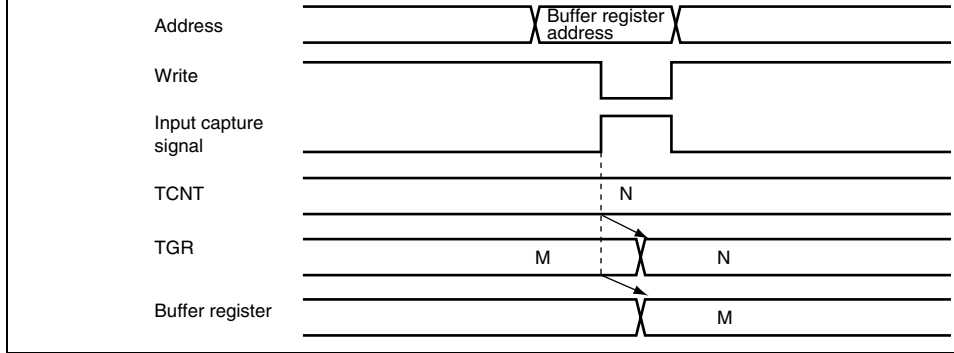 Address
Buffer register
address
Write
Input capture
signal
TCNT
N
TGR
M
N
Buffer register
M